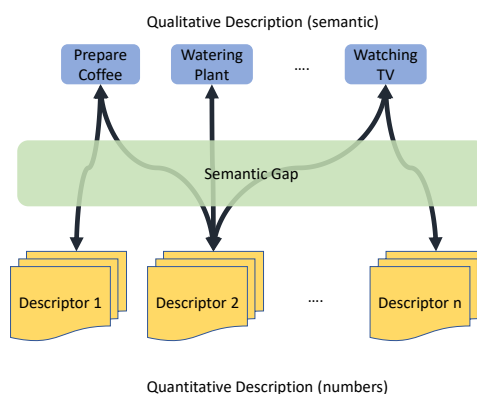 Qualitative Description (semantic)
Prepare
Coffee
Watering
Plant
....
Watching
TV
Semantic Gap
Descriptor 1
Descriptor 2
....
Descriptor n
Quantitative Description (numbers)